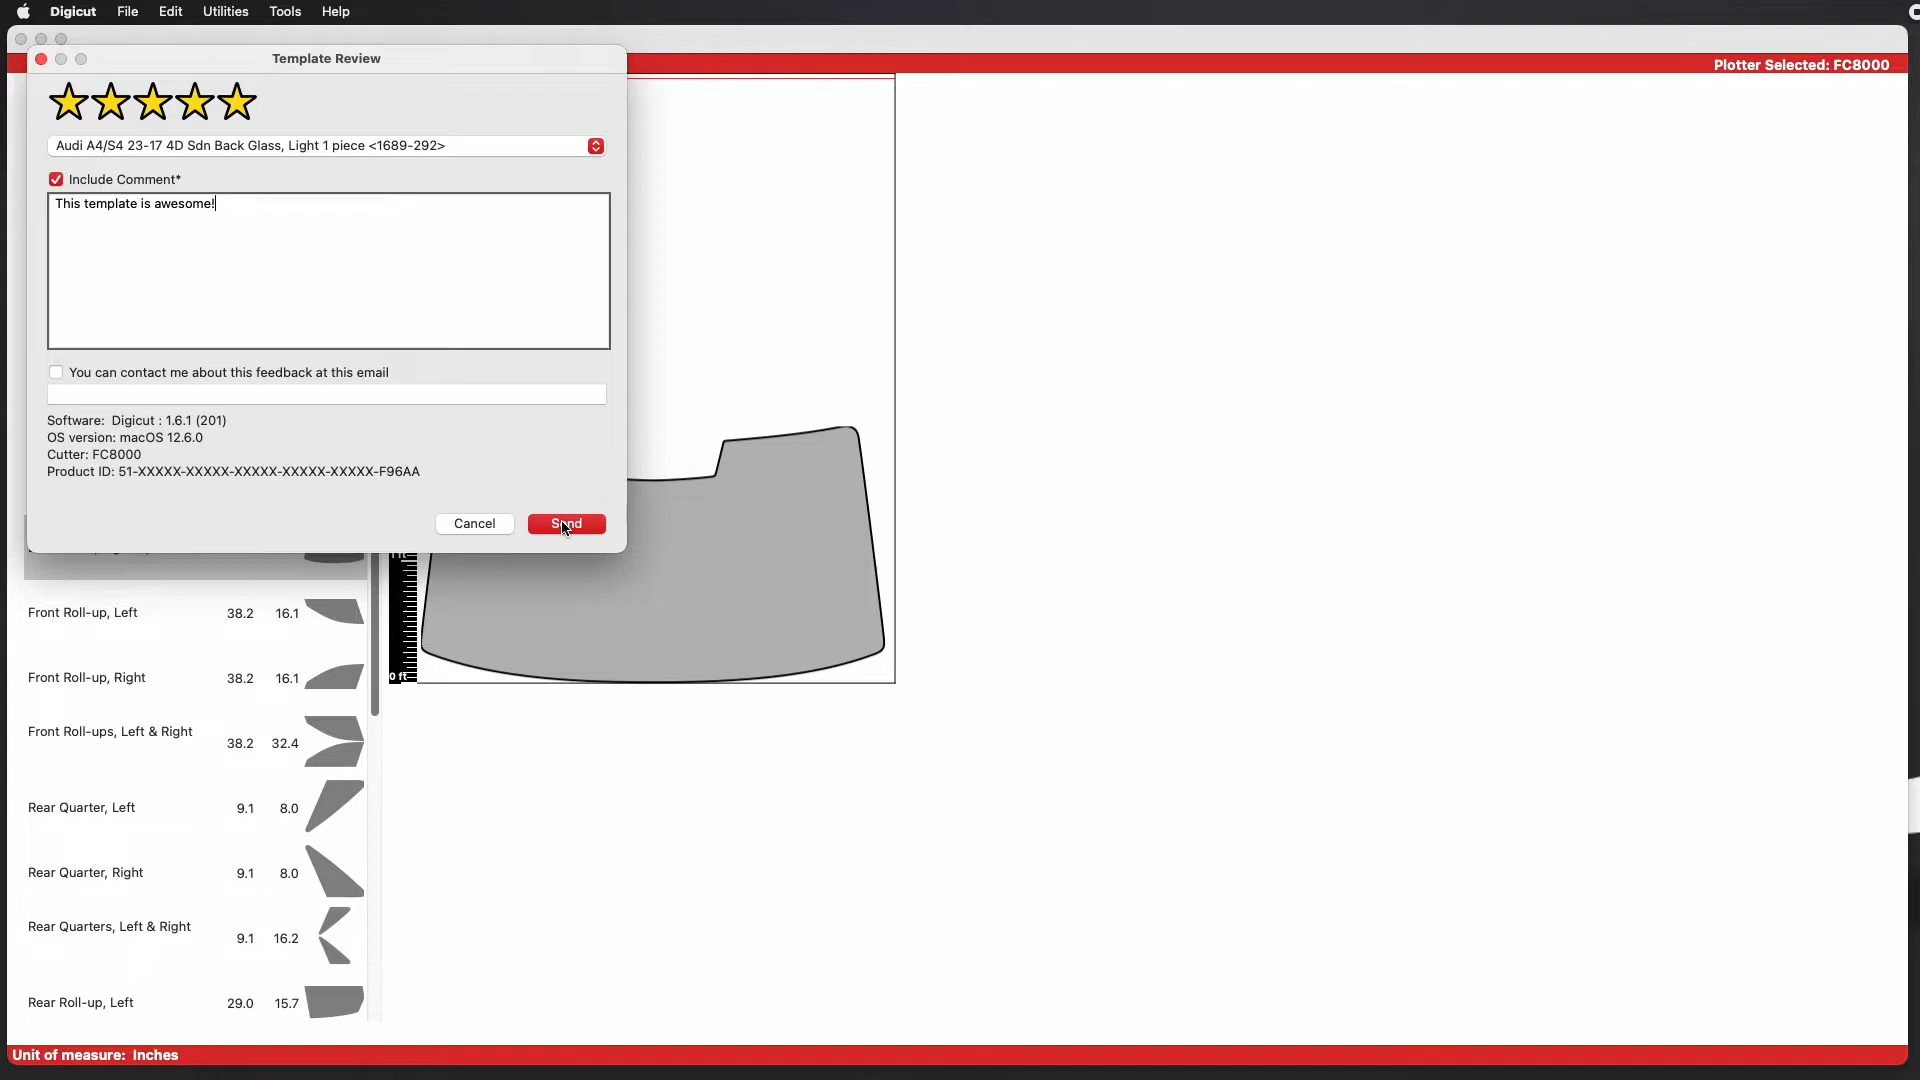 Digicut File Edit Utilities Tools Help
Template Review
Plotter Selected: FC8000
Audi A4/S4 23-17 4D Sdn Back Glass, Light 1 piece <1689-292>
Include Comment*
This template is awesome!
You can contact me about this feedback at this email
Software: Digicut : 1.6.1 (201)
OS version: macOS 12.6.0
Cutter: FC8000
Product ID: 51-XXXXX-XXXXX-XXXXX-XXXXX-XXXXX-F96AA
Cancel Send
1 ft
Front Roll-up, Left 38.2 16.1
Front Roll-up, Right 38.2 16.1
0 ft
Front Roll-ups, Left & Right 38.2 32.4
Rear Quarter, Left 9.1 8.0
Rear Quarter, Right 9.1 8.0
Rear Quarters, Left & Right 9.1 16.2
Rear Roll-up, Left 29.0 15.7
Unit of measure: Inches